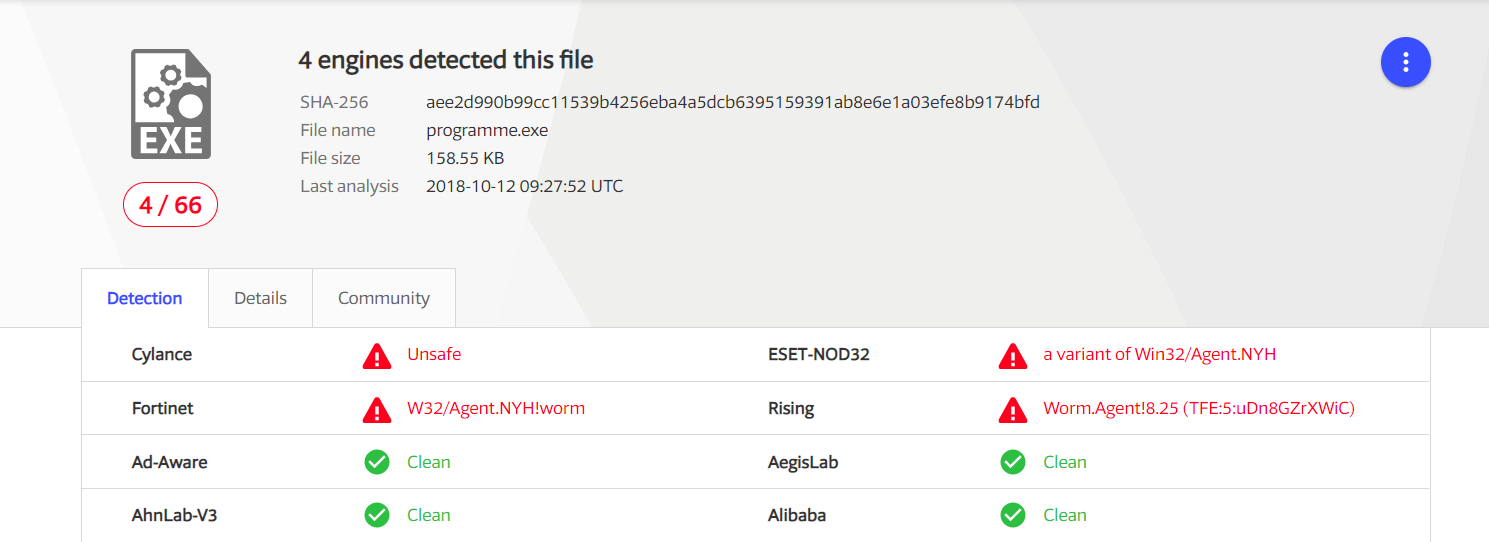 4 engines detected this file
SHA-256 aee2d990b99cc11539b4256eba4a5dcb6395159391ab8e6e1a03efe8b9174bfd
File name programme.exe
File size 158.55 KB
Last analysis 2018-10-12 09:27:52 UTC
EXE
4 / 66
Detection Details Community
Cylance Unsafe ESET-NOD32 a variant of Win32/Agent.NYH
Fortinet W32/Agent.NYH!worm Rising Worm.Agent!8.25 (TFE:5:uDn8GZrXWiC)
Ad-Aware Clean AegisLab Clean
AhnLab-V3 Clean Alibaba Clean